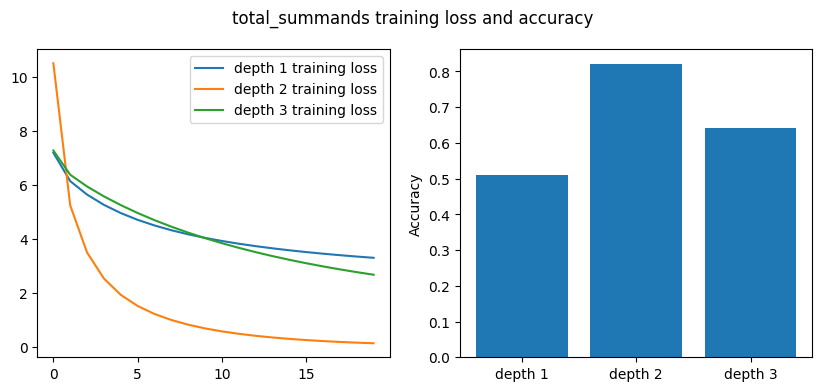 total_summands training loss and accuracy
depth 1 training loss
depth 2 training loss
depth 3 training loss
10
8
6
4
2
0
0 5 10 15
Accuracy
0.8
0.7
0.6
0.5
0.4
0.3
0.2
0.1
0.0
depth 1 depth 2 depth 3